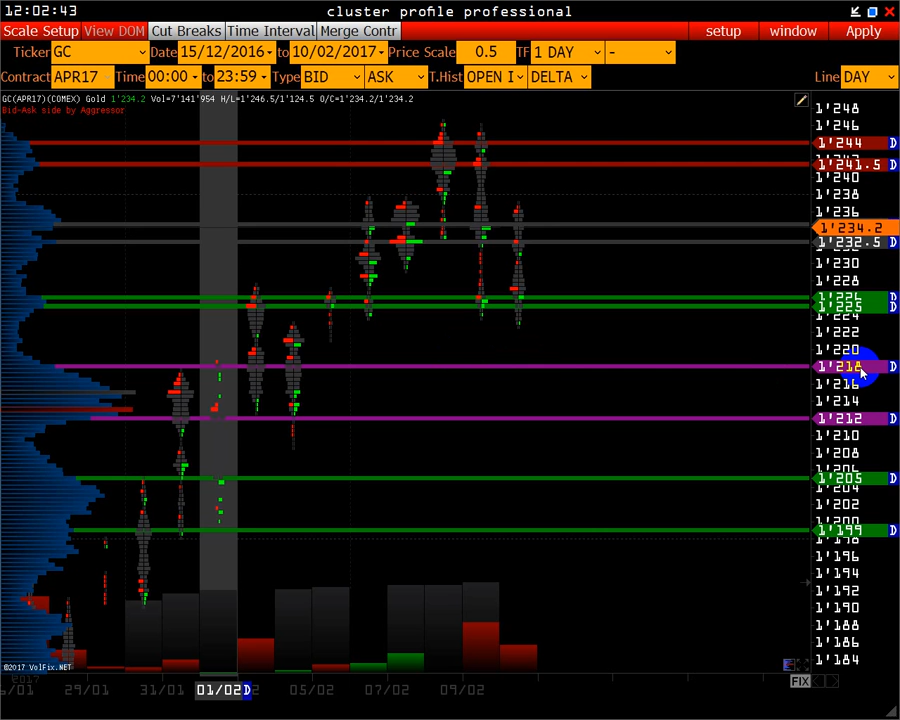 12:02:43 cluster profile professional
Scale Setup View DOM Cut Breaks Time Interval Merge Contr setup window Apply
Ticker GC Date 15/12/2016 to 10/02/2017 Price Scale 0.5 TF 1 DAY -
Contract APR17 Time 00:00 to 23:59 Type BID ASK T.Hist OPEN I DELTA Line DAY
GC(APR17)(COMEX) Gold 1'234.2 Vol=7'141'954 H/L=1'246.5/1'124.5 O/C=1'234.2/1'234.2
Bid-Ask side by Aggressor
1'248
1'246
1'244 D
1'241.5 D
1'240
1'238
1'236
1'234.2
1'232.5 D
1'230
1'228
1'226 D
1'225 D
1'224
1'222
1'220
1'218 D
1'216
1'214
1'212 D
1'210
1'208
1'206
1'205 D
1'204
1'202
1'200
1'199 D
1'198
1'196
1'194
1'192
1'190
1'188
1'186
1'184
©2017 VolFix.NET
2017
FIX
/01 29/01 31/01 01/02 D 05/02 07/02 09/02